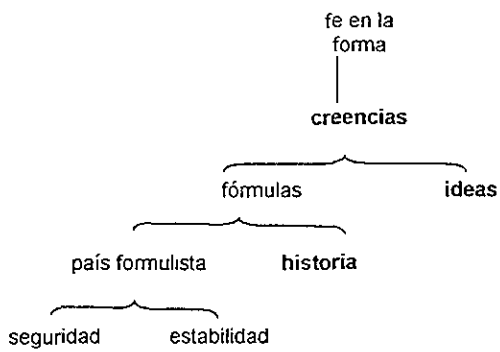 fe en la
forma
creencias
fórmulas ideas
país formulista historia
seguridad estabilidad